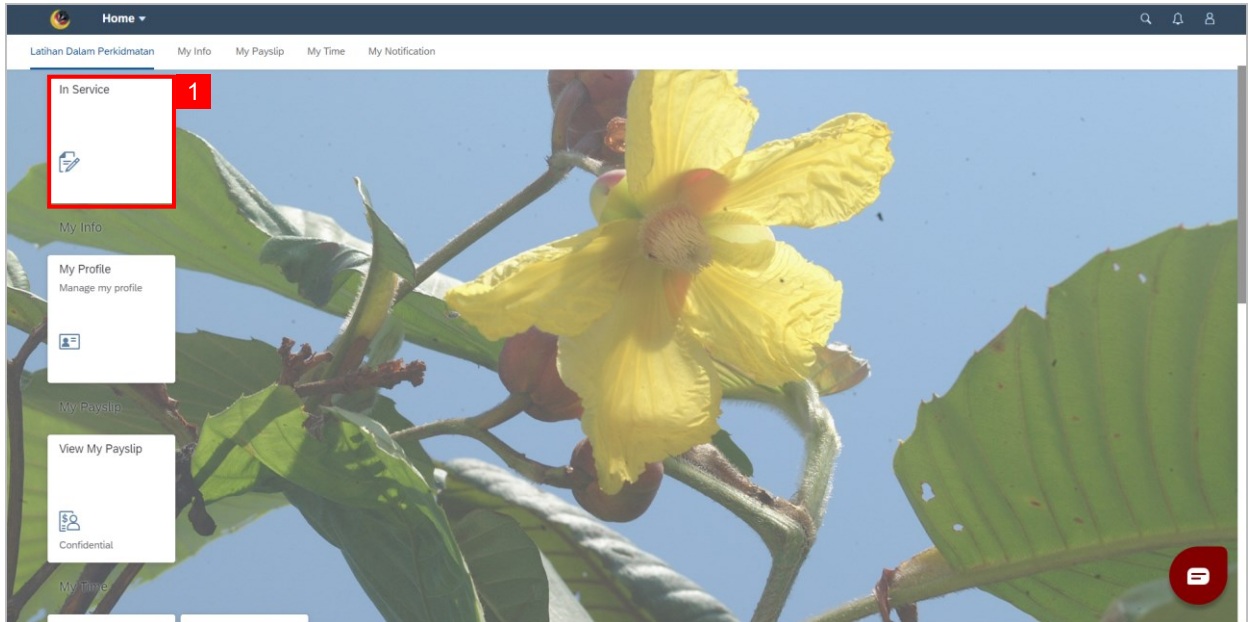 Home
Latihan Dalam Perkidmatan My Info My Payslip My Time My Notification
In Service
1
My Info
My Profile
Manage my profile
My Payslip
View My Payslip
Confidential
My Time